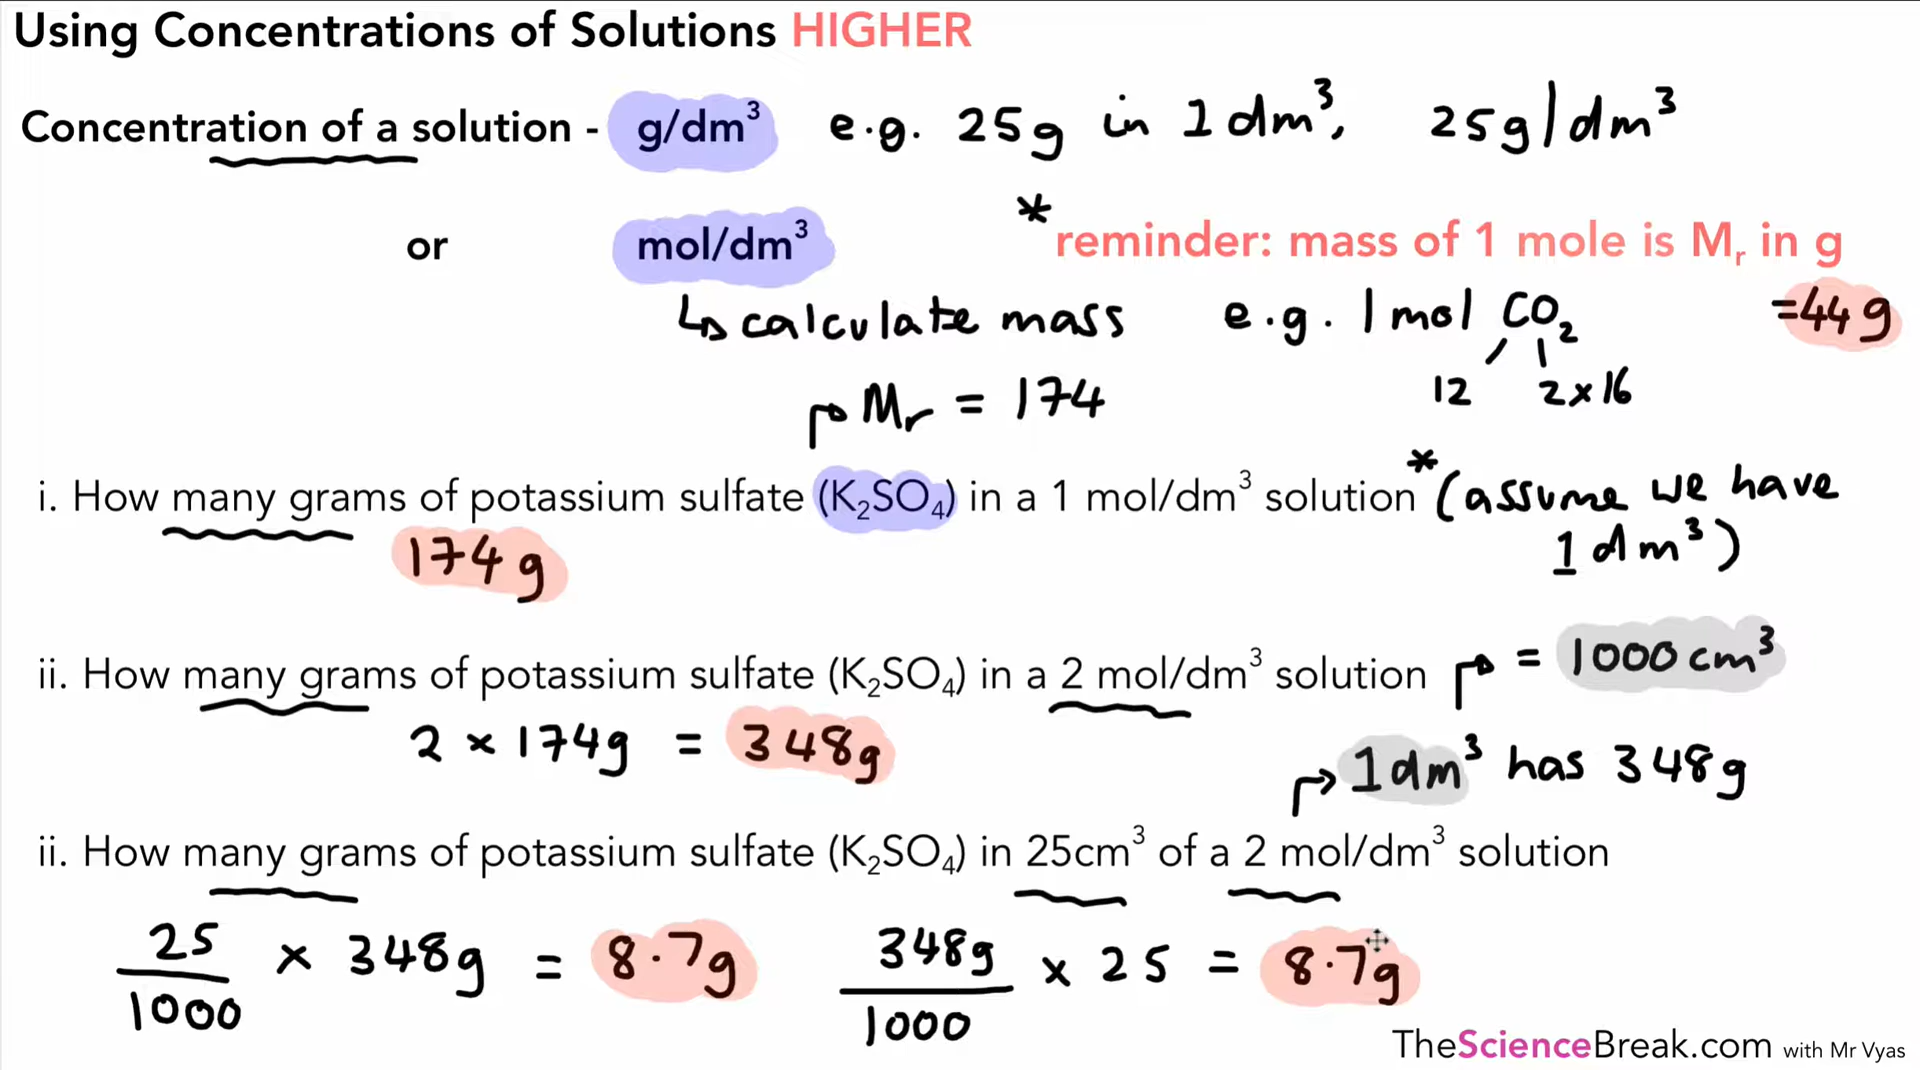 Using Concentrations of Solutions HIGHER
Concentration of a solution - g/dm³ e.g. 25g in 1dm³, 25g/dm³
or mol/dm³ *reminder: mass of 1 mole is Mᵣ in g
↳ calculate mass e.g. 1 mol CO₂ =44g
12 2×16
Mᵣ = 174
i. How many grams of potassium sulfate (K₂SO₄) in a 1 mol/dm³ solution *(assume we have
1dm³)
174g
ii. How many grams of potassium sulfate (K₂SO₄) in a 2 mol/dm³ solution = 1000cm³
2 × 174g = 348g
1dm³ has 348g
ii. How many grams of potassium sulfate (K₂SO₄) in 25cm³ of a 2 mol/dm³ solution
25/1000 × 348g = 8.7g 348g/1000 × 25 = 8.7g
TheScienceBreak.com with Mr Vyas